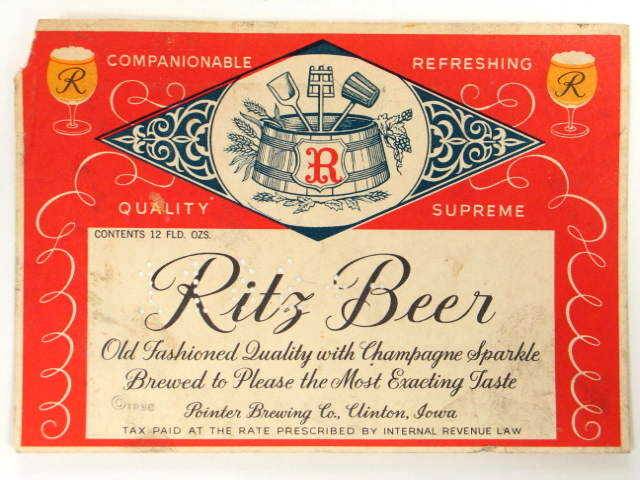 COMPANIONABLE REFRESHING
R R
R
QUALITY SUPREME
CONTENTS 12 FLD. OZS.
Ritz Beer
Old Fashioned Quality with Champagne Sparkle
Brewed to Please the Most Exacting Taste
Pointer Brewing Co., Clinton, Iowa
TAX PAID AT THE RATE PRESCRIBED BY INTERNAL REVENUE LAW